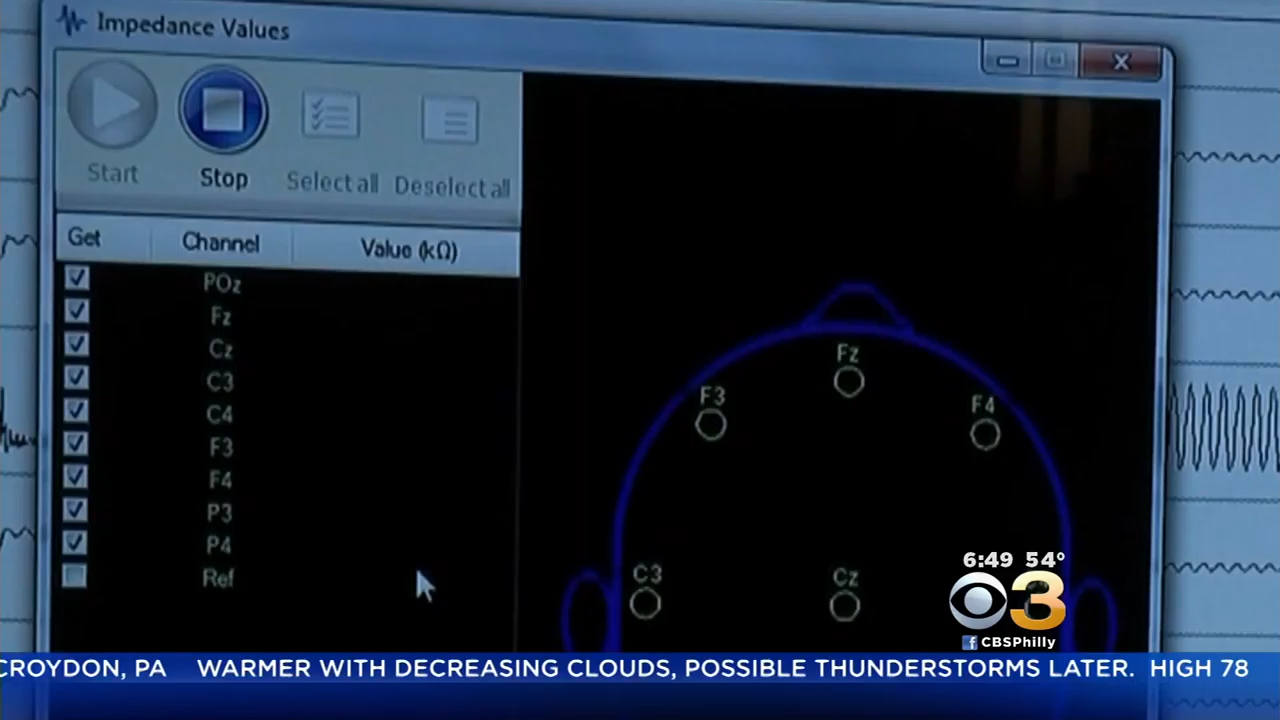 Impedance Values
Start
Stop
Select all
Deselect all
Get Channel Value (kΩ)
POz
Fz
Cz
C3
C4
F3
F4
P3
P4
Ref
Fz
F3
F4
C3
Cz
6:49 54°
3
CBSPhilly
CROYDON, PA WARMER WITH DECREASING CLOUDS, POSSIBLE THUNDERSTORMS LATER. HIGH 78